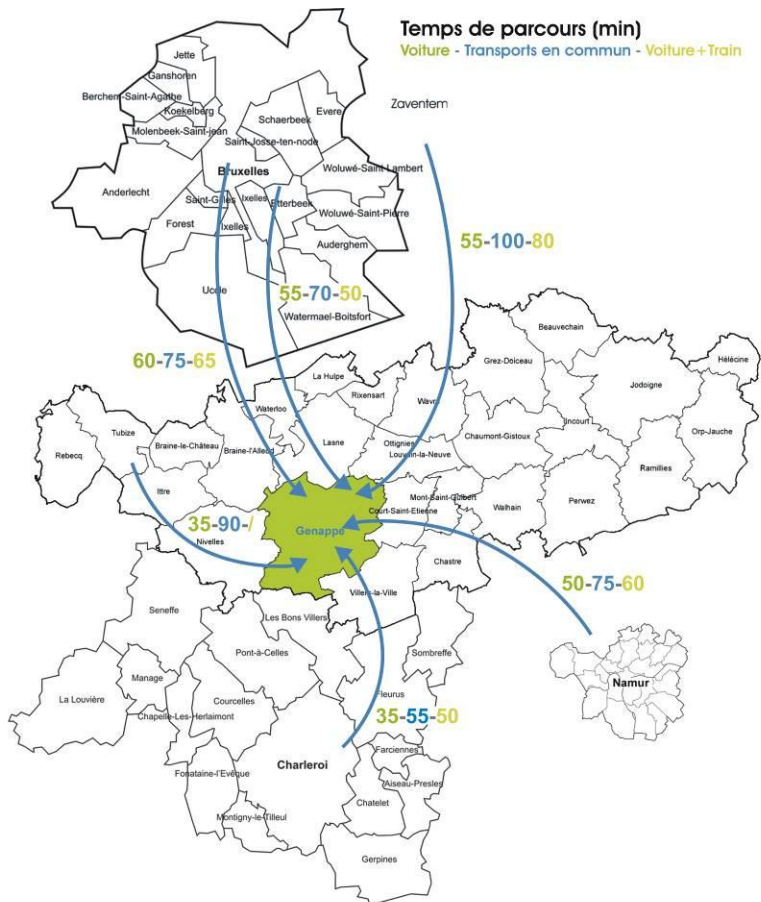 Temps de parcours (min)
Voiture - Transports en commun - Voiture+Train
Jette
Ganshoren
Berchem-Saint-Agathe
Koekelberg
Molenbeek-Saint-jean
Evere
Zaventem
Schaerbeek
Saint-Josse-ten-node
Bruxelles
Woluwé-Saint-Lambert
Anderlecht
Saint-Gilles
Ixelles
Etterbeek
Woluwé-Saint-Pierre
Forest
Ixelles
Auderghem
55-100-80
Uccle
55-70-50
Watermael-Boitsfort
60-75-65
Beauvechain
Grez-Doiceau
Hélécine
La Hulpe
Rixensart
Wavre
Jodoigne
Waterloo
Incourt
Orp-Jauche
Tubize
Rebecq
Braine-le-Château
Braine-l'Alleud
Lasne
Ottignies
Louvain-la-Neuve
Chaumont-Gistoux
Ramillies
Ittre
Mont-Saint-Guibert
Court-Saint-Etienne
Walhain
Perwez
35-90-/
Nivelles
Genappe
Chastre
50-75-60
Villers-la-Ville
Seneffe
Les Bons Villers
Pont-à-Celles
Sombreffe
Manage
La Louvière
Namur
Fleurus
Courcelles
Chapelle-Les-Herlaimont
35-55-50
Farciennes
Charleroi
Fonataine-l'Evêque
Aiseau-Presles
Chatelet
Montigny-le-Tilleul
Gerpines